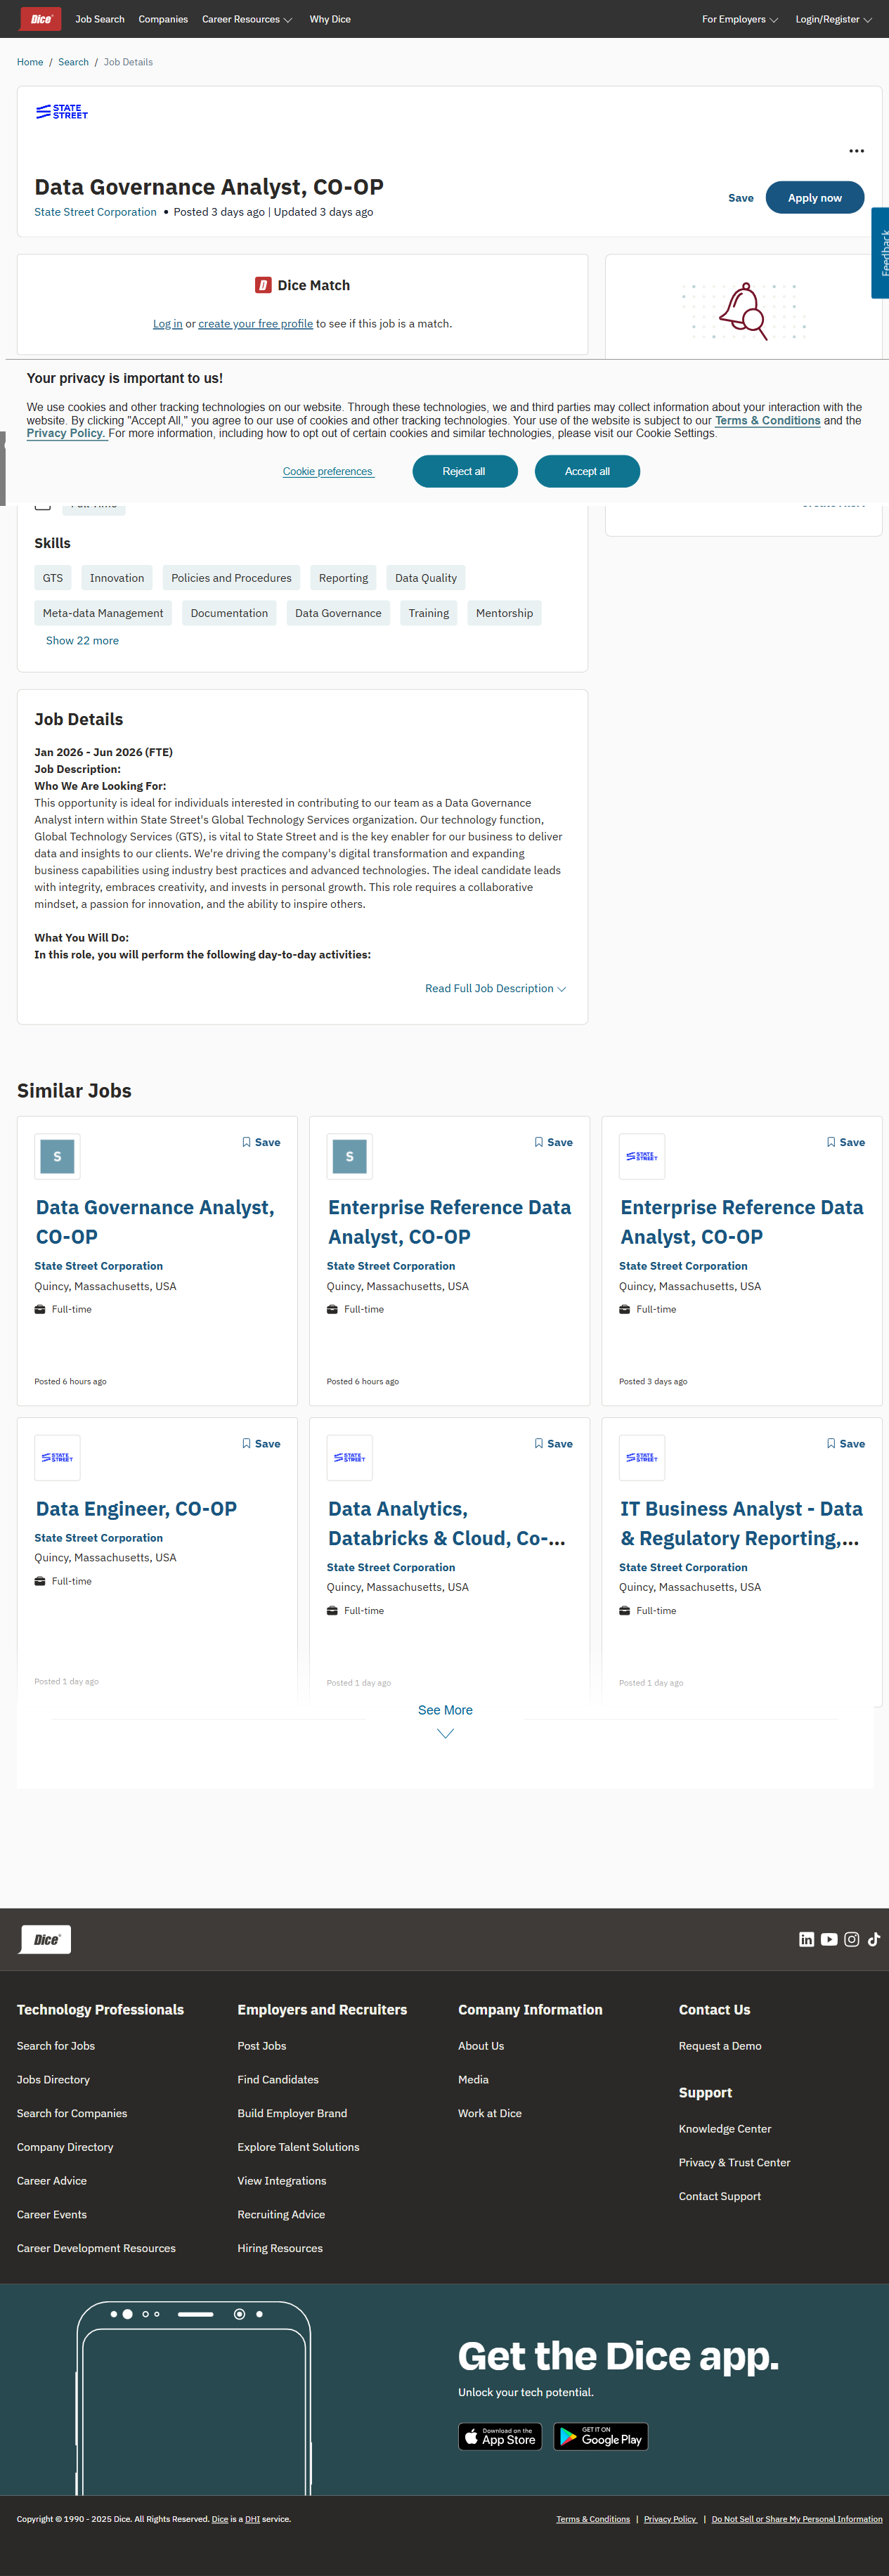 Dice
Job Search Companies Career Resources Why Dice For Employers Login/Register
Home / Search / Job Details
STATE STREET
Data Governance Analyst, CO-OP
State Street Corporation • Posted 3 days ago | Updated 3 days ago
Save Apply now
Feedback
Dice Match
Log in or create your free profile to see if this job is a match.
Your privacy is important to us!
We use cookies and other tracking technologies on our website. Through these technologies, we and third parties may collect information about your interaction with the
website. By clicking "Accept All," you agree to our use of cookies and other tracking technologies. Your use of the website is subject to our Terms & Conditions and the
Privacy Policy. For more information, including how to opt out of certain cookies and similar technologies, please visit our Cookie Settings.
Cookie preferences Reject all Accept all
Skills
GTS Innovation Policies and Procedures Reporting Data Quality
Meta-data Management Documentation Data Governance Training Mentorship
Show 22 more
Job Details
Jan 2026 - Jun 2026 (FTE)
Job Description:
Who We Are Looking For:
This opportunity is ideal for individuals interested in contributing to our team as a Data Governance
Analyst intern within State Street's Global Technology Services organization. Our technology function,
Global Technology Services (GTS), is vital to State Street and is the key enabler for our business to deliver
data and insights to our clients. We're driving the company's digital transformation and expanding
business capabilities using industry best practices and advanced technologies. The ideal candidate leads
with integrity, embraces creativity, and invests in personal growth. This role requires a collaborative
mindset, a passion for innovation, and the ability to inspire others.
What You Will Do:
In this role, you will perform the following day-to-day activities:
Read Full Job Description
Similar Jobs
S Save
Data Governance Analyst,
CO-OP
State Street Corporation
Quincy, Massachusetts, USA
Full-time
Posted 6 hours ago
S Save
Enterprise Reference Data
Analyst, CO-OP
State Street Corporation
Quincy, Massachusetts, USA
Full-time
Posted 6 hours ago
STATE STREET Save
Enterprise Reference Data
Analyst, CO-OP
State Street Corporation
Quincy, Massachusetts, USA
Full-time
Posted 3 days ago
STATE STREET Save
Data Engineer, CO-OP
State Street Corporation
Quincy, Massachusetts, USA
Full-time
Posted 1 day ago
STATE STREET Save
Data Analytics,
Databricks & Cloud, Co-...
State Street Corporation
Quincy, Massachusetts, USA
Full-time
Posted 1 day ago
STATE STREET Save
IT Business Analyst - Data
& Regulatory Reporting,...
State Street Corporation
Quincy, Massachusetts, USA
Full-time
Posted 1 day ago
See More
Dice
Technology Professionals
Search for Jobs
Jobs Directory
Search for Companies
Company Directory
Career Advice
Career Events
Career Development Resources
Employers and Recruiters
Post Jobs
Find Candidates
Build Employer Brand
Explore Talent Solutions
View Integrations
Recruiting Advice
Hiring Resources
Company Information
About Us
Media
Work at Dice
Contact Us
Request a Demo
Support
Knowledge Center
Privacy & Trust Center
Contact Support
Get the Dice app.
Unlock your tech potential.
Download on the App Store
GET IT ON Google Play
Copyright © 1990 - 2025 Dice. All Rights Reserved. Dice is a DHI service.
Terms & Conditions | Privacy Policy | Do Not Sell or Share My Personal Information